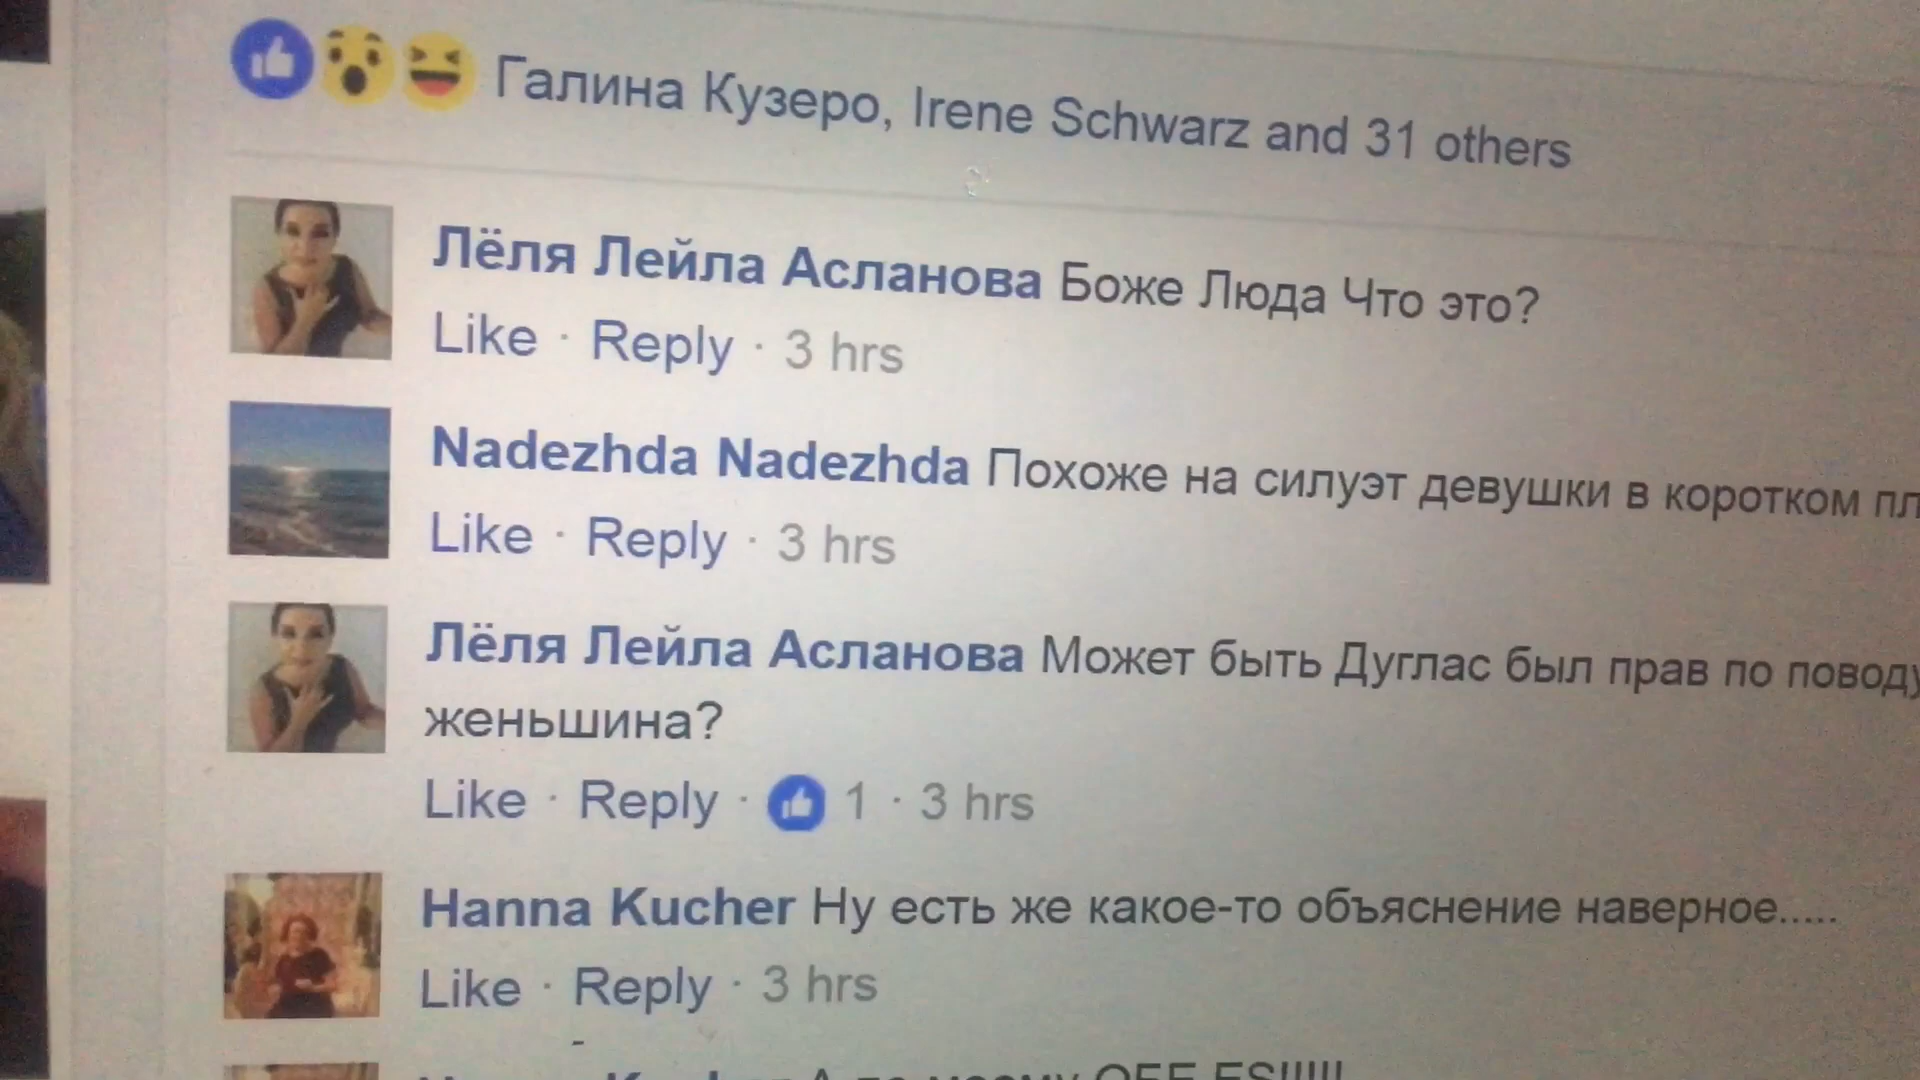 Галина Кузеро, Irene Schwarz and 31 others
Лёля Лейла Асланова Боже Люда Что это?
Like · Reply · 3 hrs
Nadezhda Nadezhda Похоже на силуэт девушки в коротком
Like · Reply · 3 hrs
Лёля Лейла Асланова Может быть Дуглас был прав по поводу
женьшина?
Like · Reply · 1 · 3 hrs
Hanna Kucher Ну есть же какое-то объяснение наверное.....
Like · Reply · 3 hrs